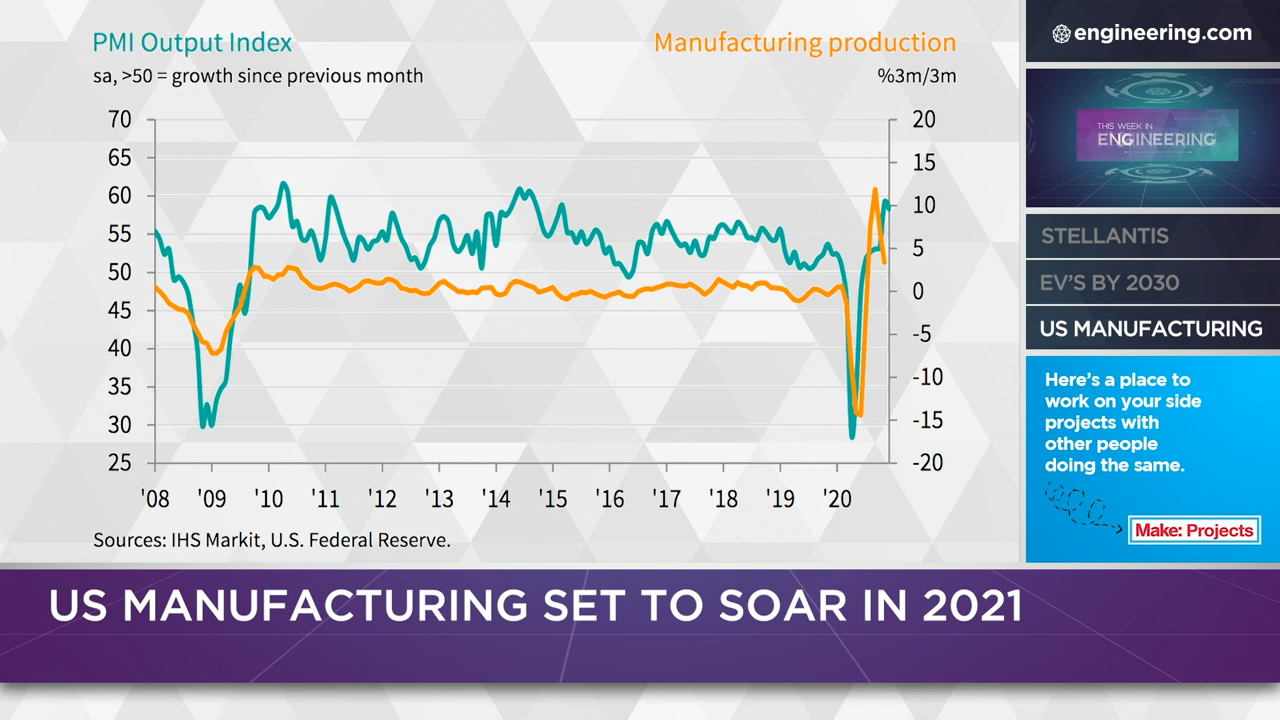 PMI Output Index
Manufacturing production
sa, >50 = growth since previous month
%3m/3m
70
65
60
55
50
45
40
35
30
25
20
15
10
5
0
-5
-10
-15
-20
'08 '09 '10 '11 '12 '13 '14 '15 '16 '17 '18 '19 '20
Sources: IHS Markit, U.S. Federal Reserve.
engineering.com
THIS WEEK IN
ENGINEERING
STELLANTIS
EV'S BY 2030
US MANUFACTURING
Here's a place to
work on your side
projects with
other people
doing the same.
Make: Projects
US MANUFACTURING SET TO SOAR IN 2021